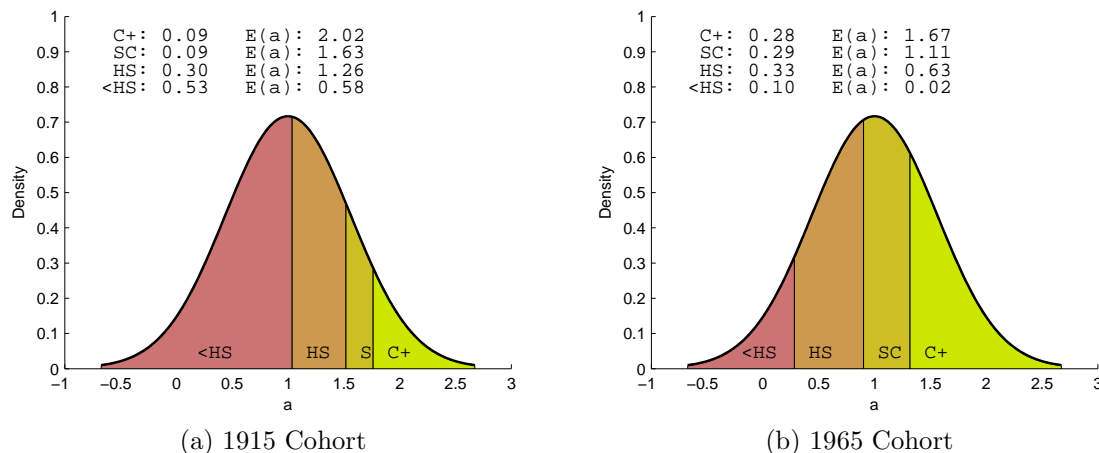 C+: 0.09 E(a): 2.02
SC: 0.09 E(a): 1.63
HS: 0.30 E(a): 1.26
<HS: 0.53 E(a): 0.58
1
0.9
0.8
0.7
0.6
0.5
0.4
0.3
0.2
0.1
0
Density
<HS HS S C+
−1 −0.5 0 0.5 1 1.5 2 2.5 3
a
(a) 1915 Cohort
C+: 0.28 E(a): 1.67
SC: 0.29 E(a): 1.11
HS: 0.33 E(a): 0.63
<HS: 0.10 E(a): 0.02
1
0.9
0.8
0.7
0.6
0.5
0.4
0.3
0.2
0.1
0
Density
<HS HS SC C+
−1 −0.5 0 0.5 1 1.5 2 2.5 3
a
(b) 1965 Cohort